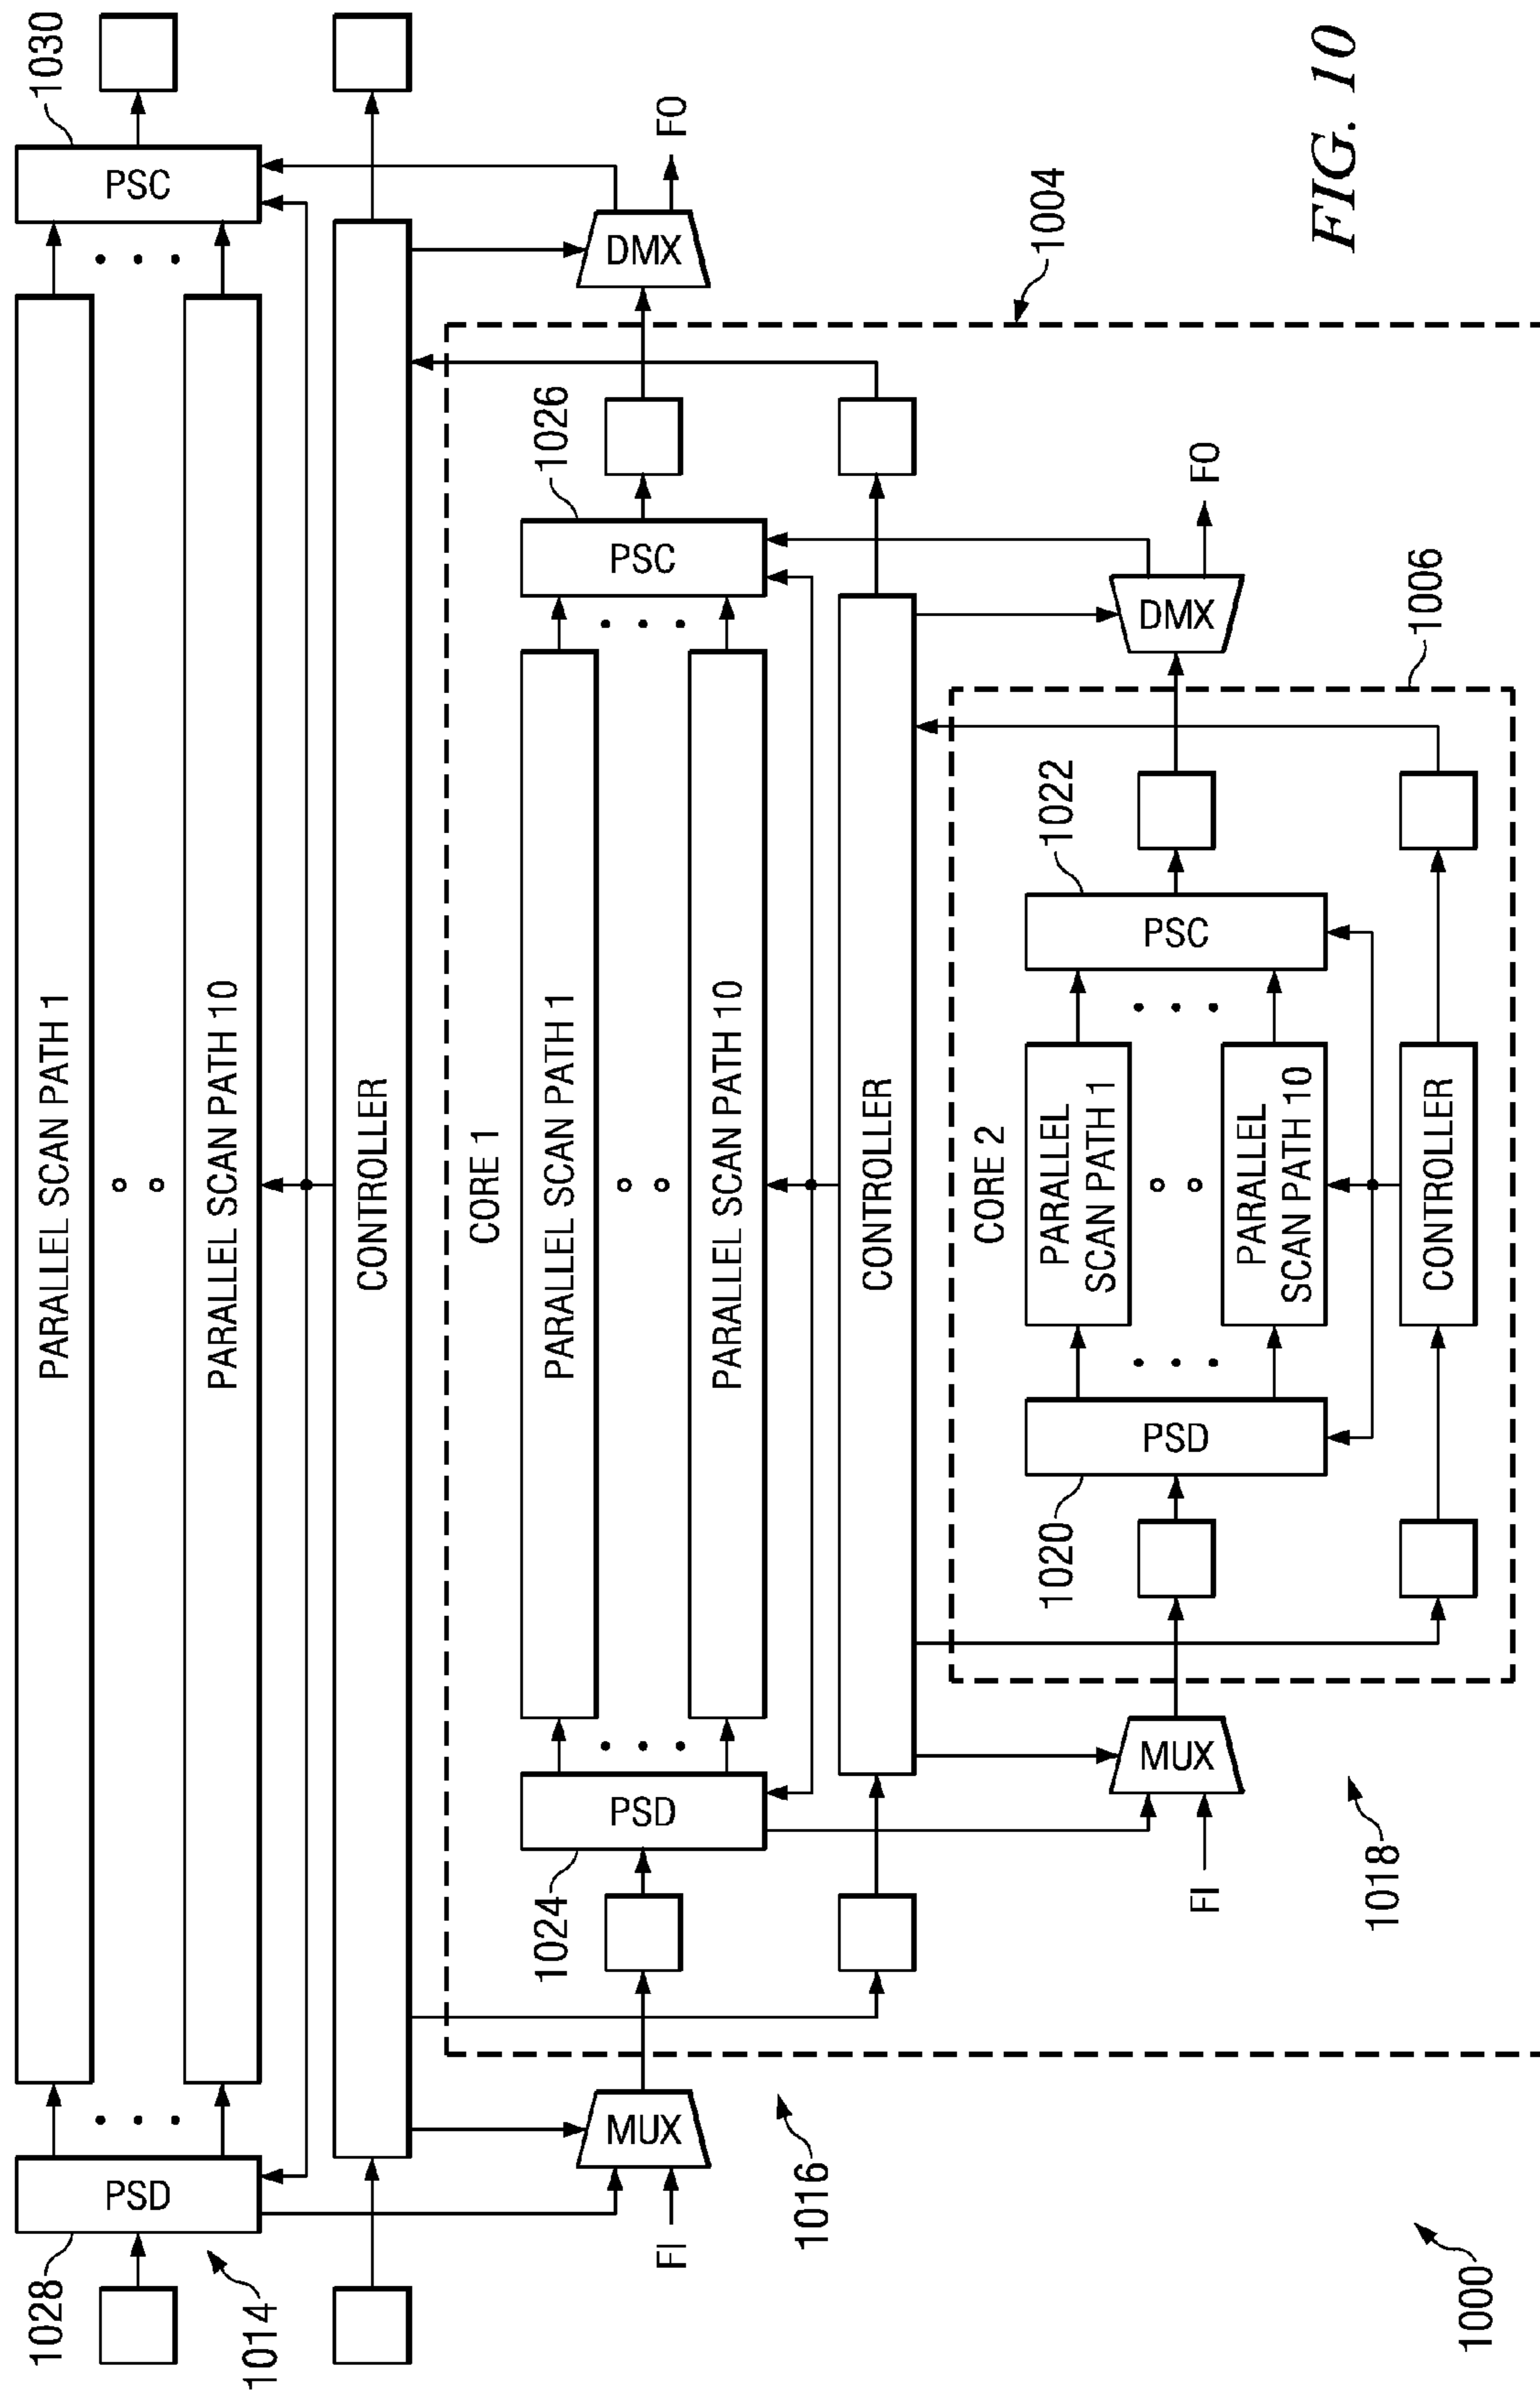 1028
PSD
1014
PARALLEL SCAN PATH 1
PARALLEL SCAN PATH 10
PSC
1030
CONTROLLER
FI
MUX
1016
CORE 1
1024
PSD
PARALLEL SCAN PATH 1
PARALLEL SCAN PATH 10
PSC
1026
DMX
FO
CONTROLLER
1004
FI
MUX
1018
CORE 2
1020
PSD
PARALLEL
SCAN PATH 1
PARALLEL
SCAN PATH 10
PSC
1022
DMX
FO
CONTROLLER
1006
1000
FIG. 10